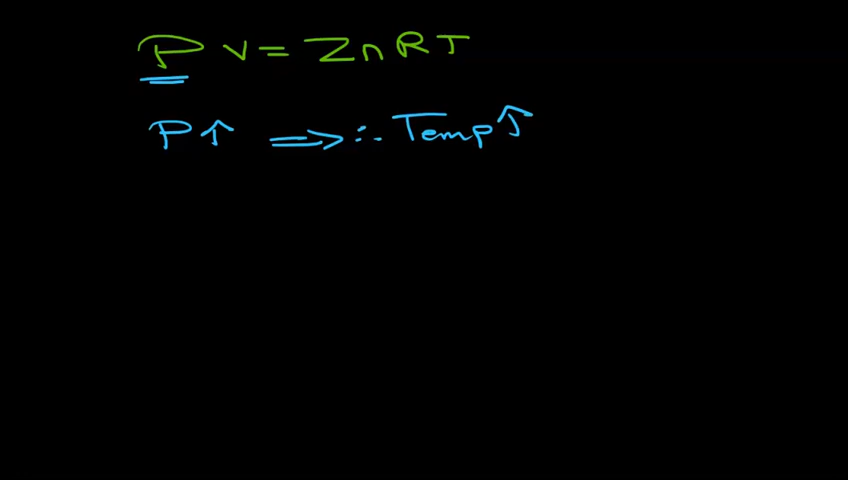 PV = ZnRT
P↑ ⇒ ∴ Temp↑